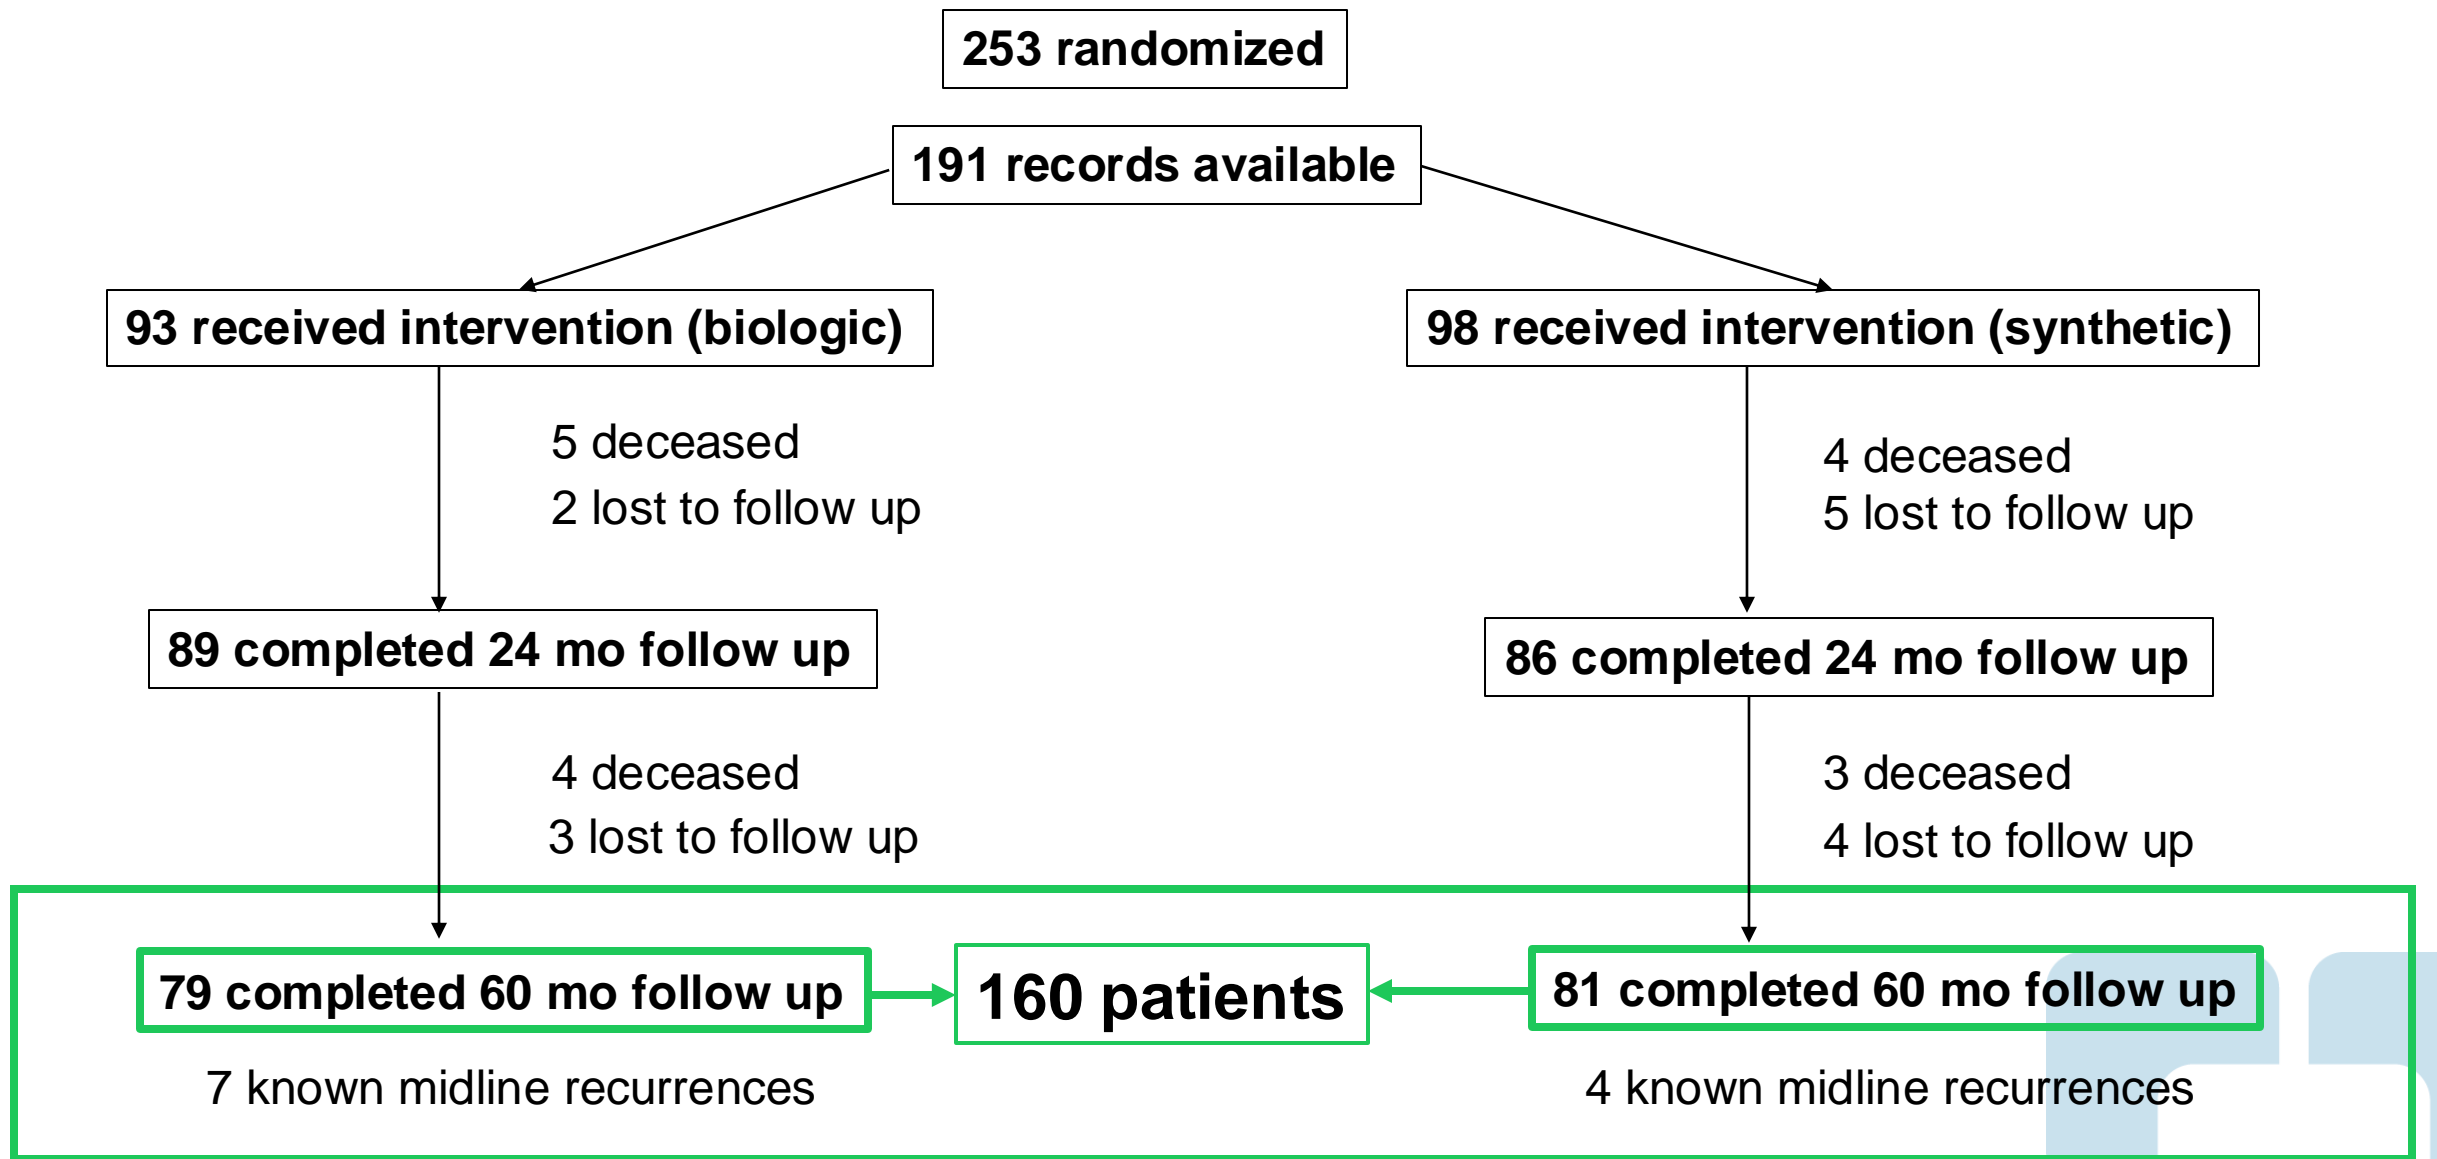 253 randomized
191 records available
93 received intervention (biologic)
98 received intervention (synthetic)
5 deceased
2 lost to follow up
4 deceased
5 lost to follow up
89 completed 24 mo follow up
86 completed 24 mo follow up
4 deceased
3 lost to follow up
3 deceased
4 lost to follow up
79 completed 60 mo follow up
160 patients
81 completed 60 mo follow up
7 known midline recurrences
4 known midline recurrences